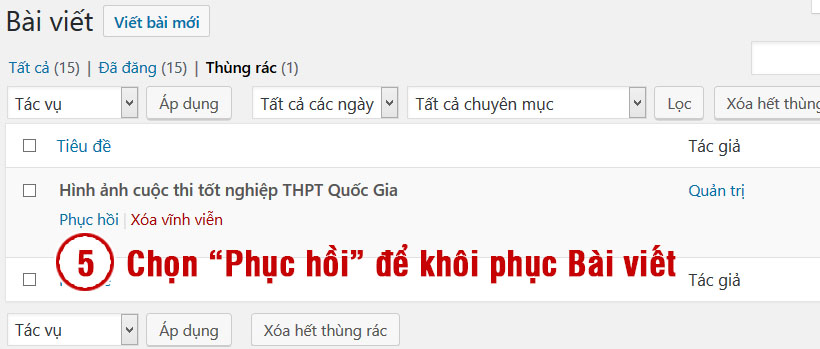 Bài viết Viết bài mới
Tất cả (15) | Đã đăng (15) | Thùng rác (1)
Tác vụ Áp dụng Tất cả các ngày Tất cả chuyên mục Lọc Xóa hết thùng
Tiêu đề Tác giả
Hình ảnh cuộc thi tốt nghiệp THPT Quốc Gia Quản trị
Phục hồi | Xóa vĩnh viễn
5 Chọn “Phục hồi” để khôi phục Bài viết
Tác giả
Tác vụ Áp dụng Xóa hết thùng rác